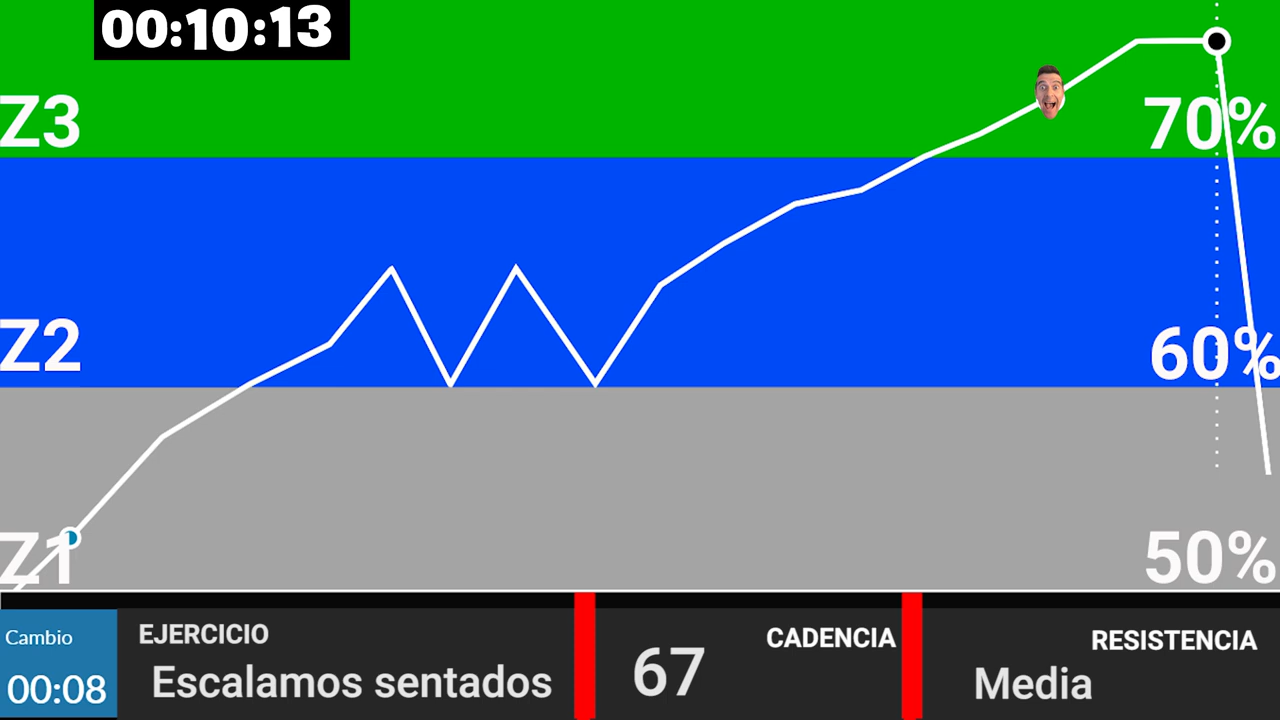 00:10:13
Z3
70%
Z2
60%
Z1
50%
Cambio
00:08
EJERCICIO
Escalamos sentados
CADENCIA
67
RESISTENCIA
Media